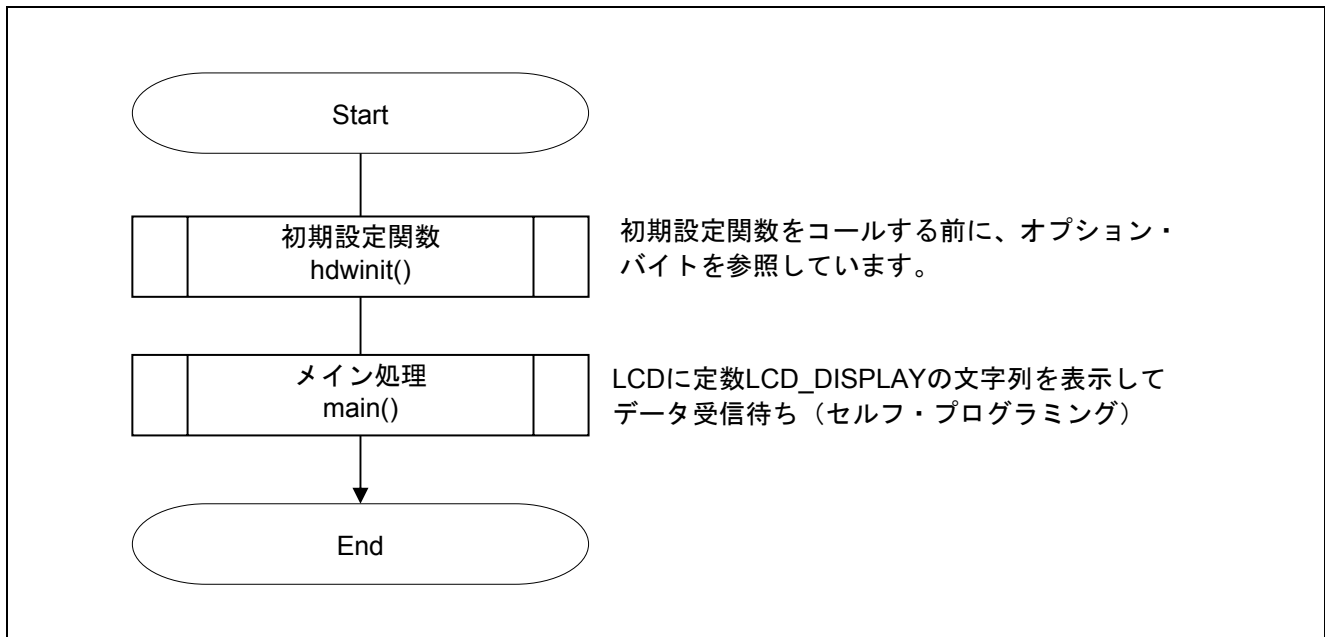 Start
初期設定関数
hdwinit()
初期設定関数をコールする前に、オプション・
バイトを参照しています。
メイン処理
main()
LCDに定数LCD_DISPLAYの文字列を表示して
データ受信待ち（セルフ・プログラミング）
End